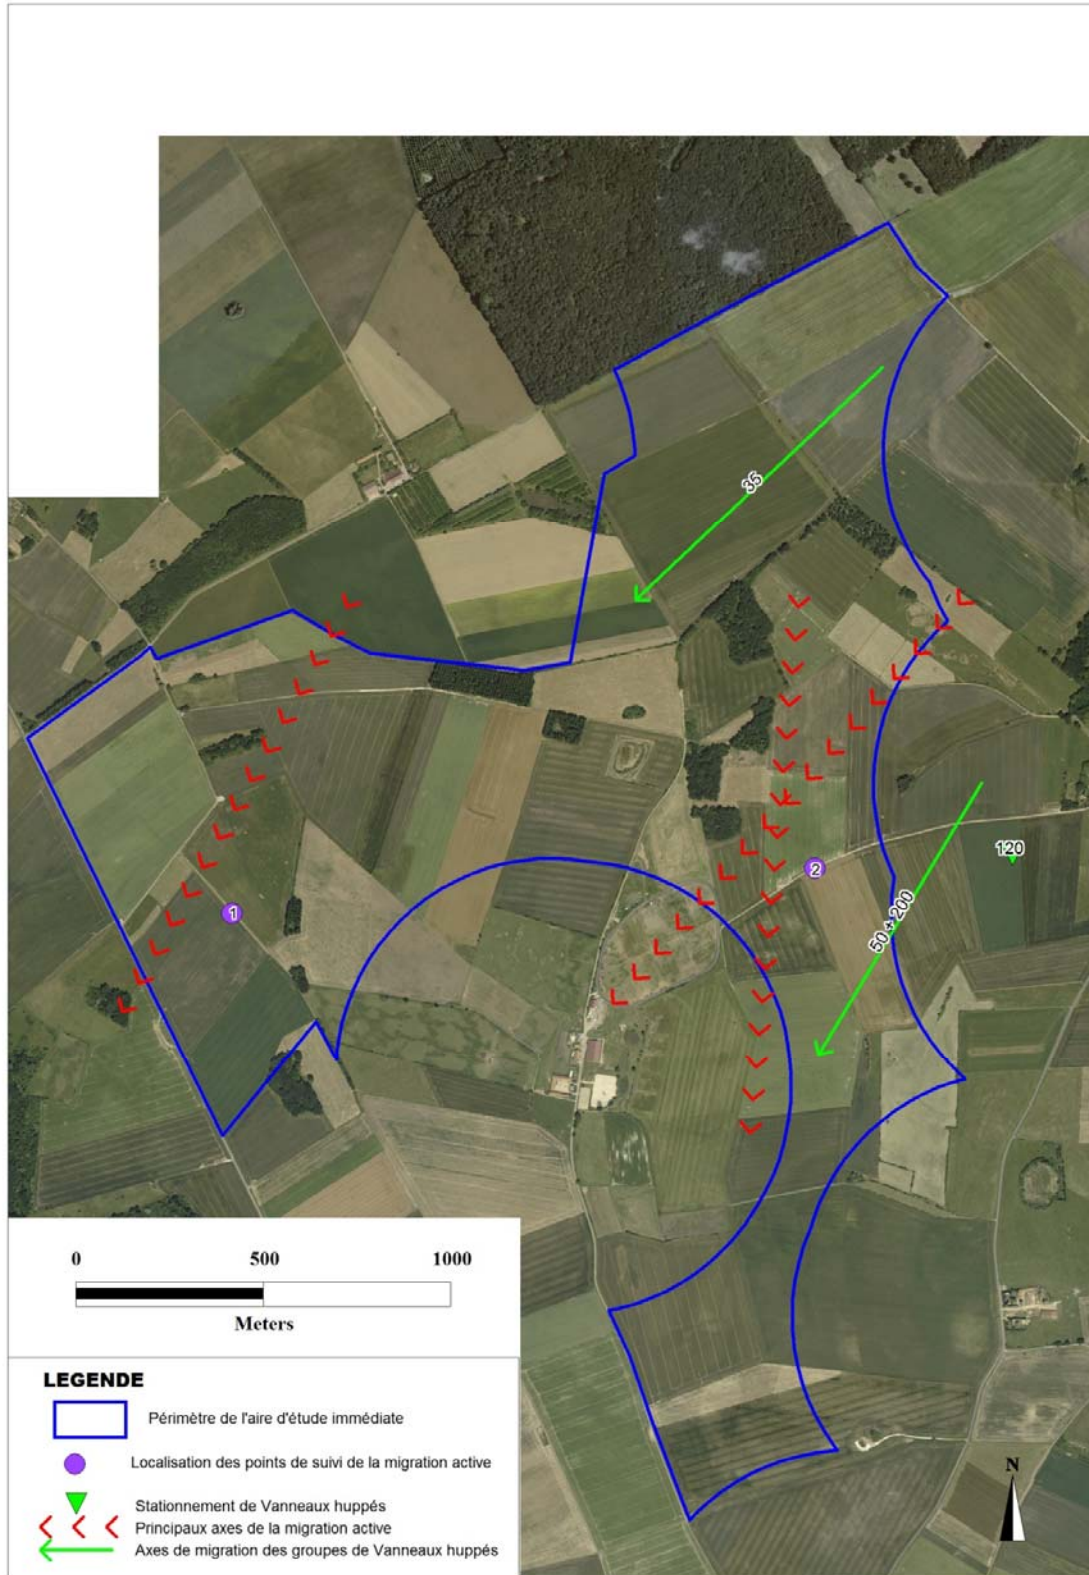 35
120
2
50 + 200
1
0 500 1000
Meters
LEGENDE
Périmètre de l'aire d'étude immédiate
Localisation des points de suivi de la migration active
Stationnement de Vanneaux huppés
Principaux axes de la migration active
Axes de migration des groupes de Vanneaux huppés
N